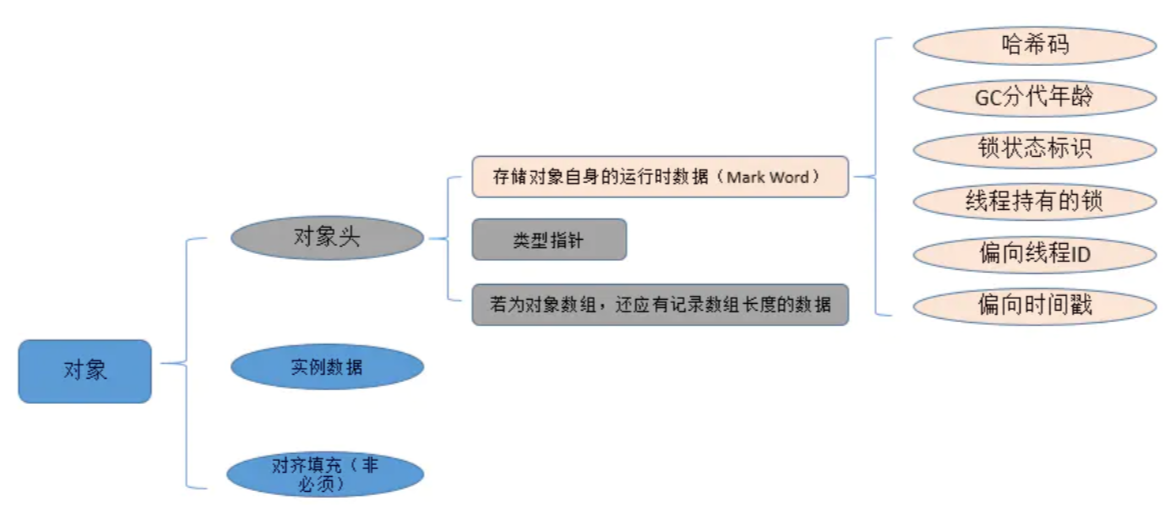 对象
对象头
实例数据
对齐填充（非
必须）
存储对象自身的运行时数据（Mark Word）
类型指针
若为对象数组，还应有记录数组长度的数据
哈希码
GC分代年龄
锁状态标识
线程持有的锁
偏向线程ID
偏向时间戳